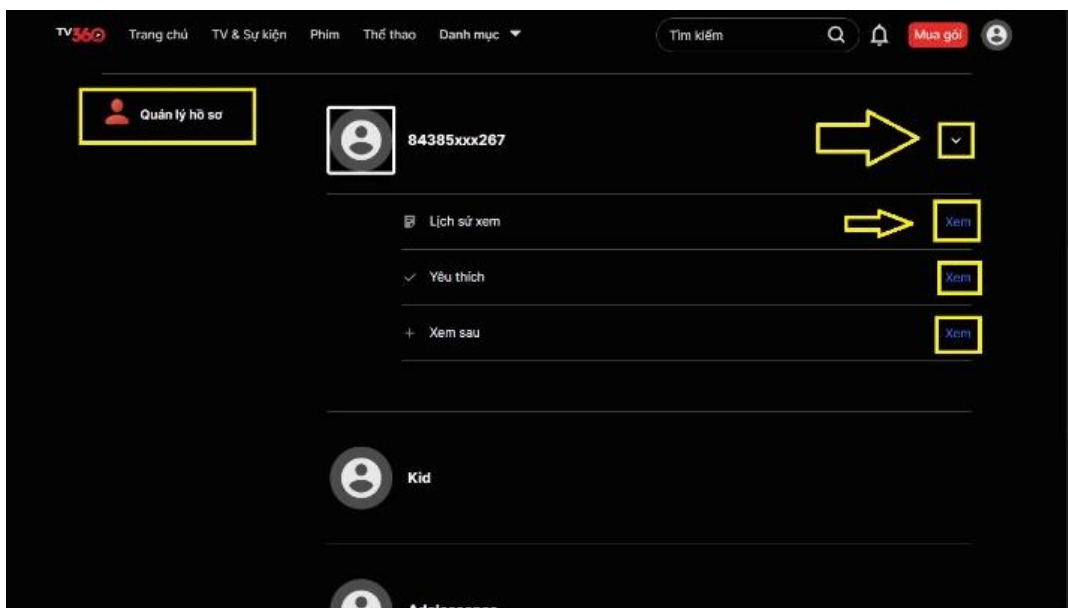 TV360 Trang chủ TV & Sự kiện Phim Thể thao Danh mục Tìm kiếm Mua gói
Quản lý hồ sơ
84385xxx267
Lịch sử xem Xem
Yêu thích Xem
Xem sau Xem
Kid